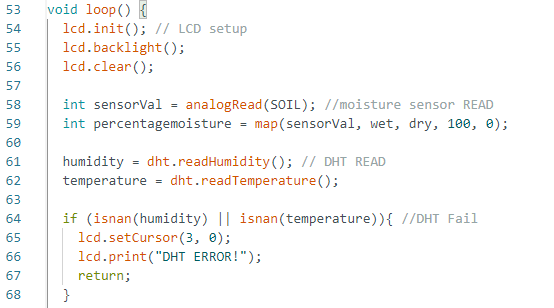 53 void loop() {
54 lcd.init(); // LCD setup
55 lcd.backlight();
56 lcd.clear();
57
58 int sensorVal = analogRead(SOIL); //moisture sensor READ
59 int percentagemoisture = map(sensorVal, wet, dry, 100, 0);
60
61 humidity = dht.readHumidity(); // DHT READ
62 temperature = dht.readTemperature();
63
64 if (isnan(humidity) || isnan(temperature)){ //DHT Fail
65 lcd.setCursor(3, 0);
66 lcd.print("DHT ERROR!");
67 return;
68 }